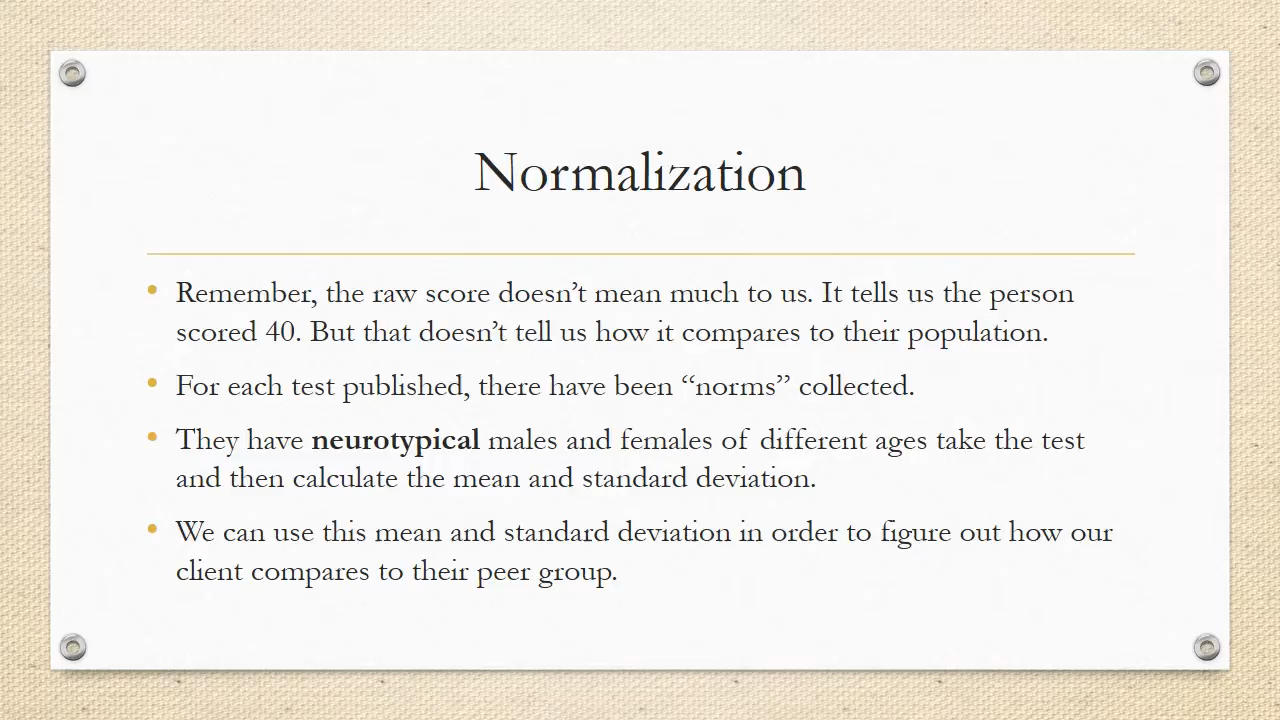 Normalization
• Remember, the raw score doesn’t mean much to us. It tells us the person
scored 40. But that doesn’t tell us how it compares to their population.
• For each test published, there have been “norms” collected.
• They have neurotypical males and females of different ages take the test
and then calculate the mean and standard deviation.
• We can use this mean and standard deviation in order to figure out how our
client compares to their peer group.